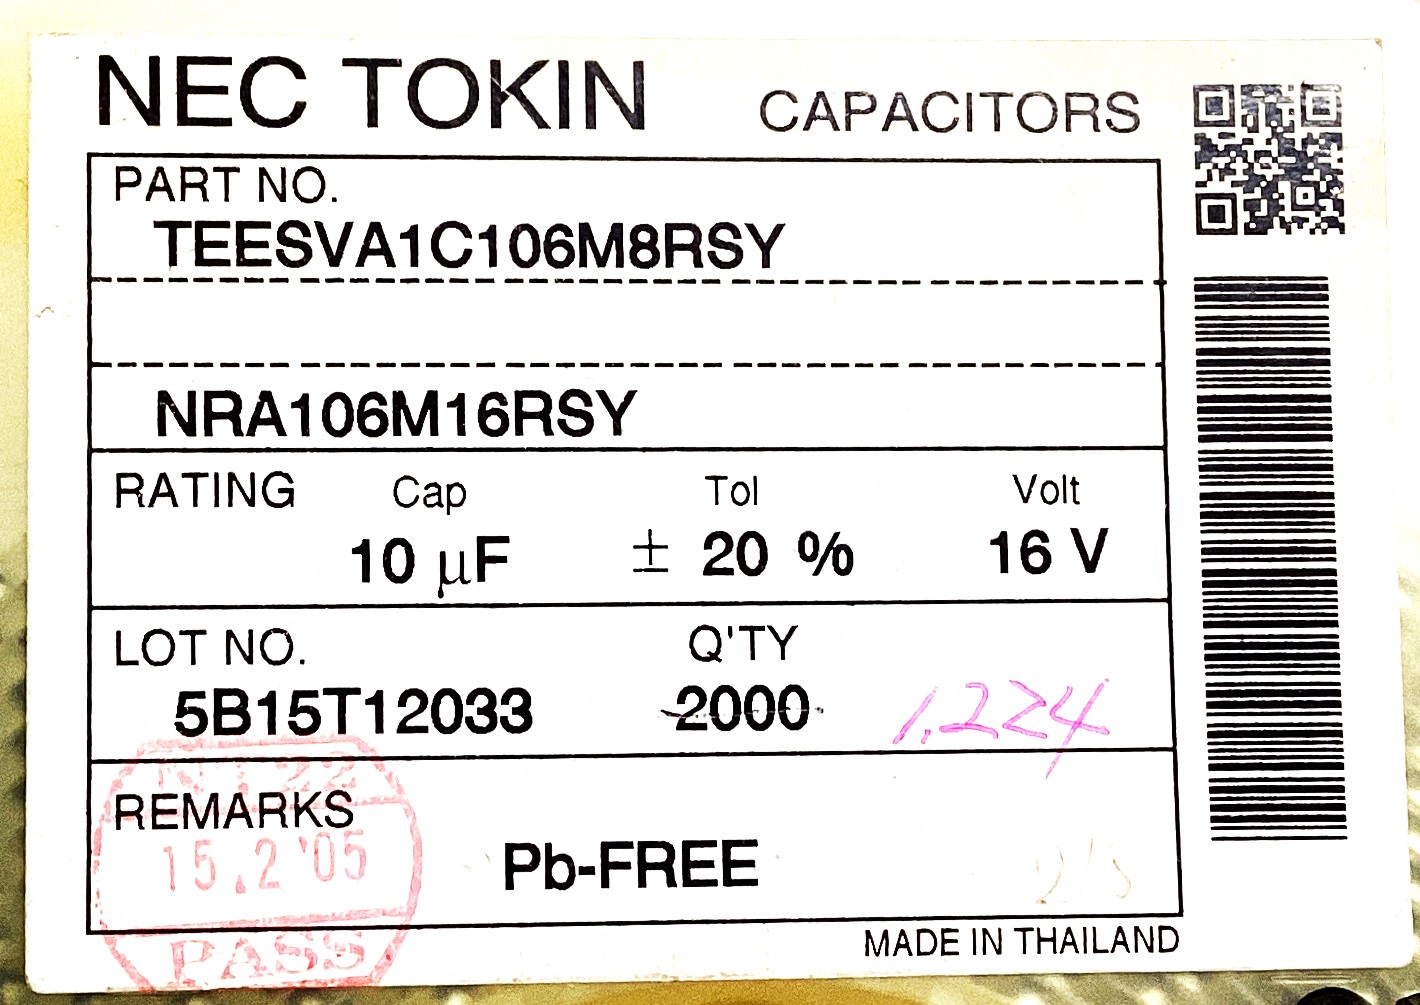 NEC TOKIN CAPACITORS
PART NO.
TEESVA1C106M8RSY
NRA106M16RSY
RATING Cap Tol Volt
10 µF ± 20 % 16 V
LOT NO. Q'TY
5B15T12033 2000 1,224
REMARKS
15.2'05
Pb-FREE
PASS
MADE IN THAILAND